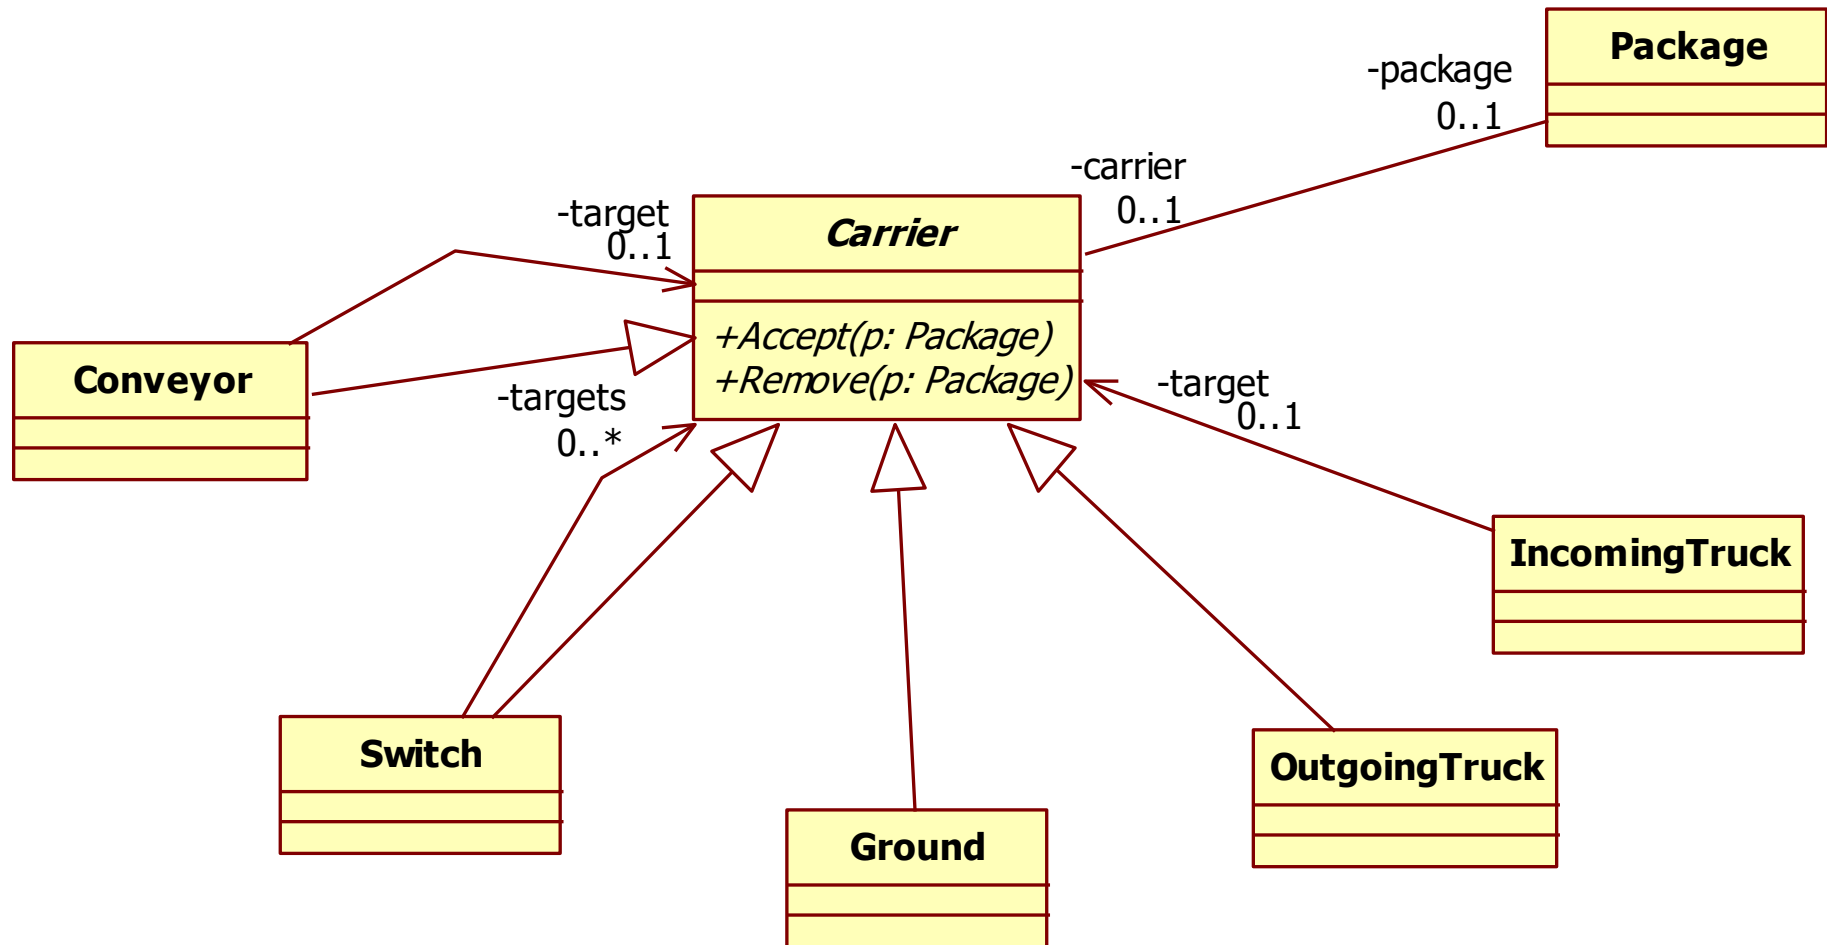 Package
-package
0..1
-carrier
0..1
-target
0..1
Carrier
+Accept(p: Package)
+Remove(p: Package)
Conveyor
-targets
0..*
-target
0..1
IncomingTruck
Switch
OutgoingTruck
Ground